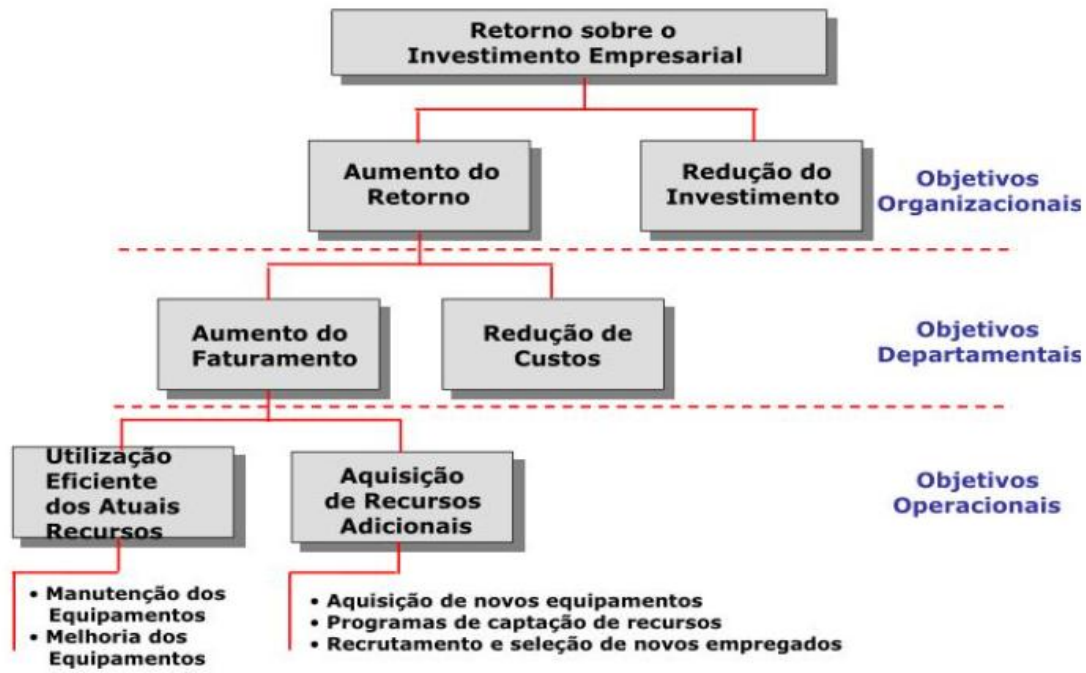 Retorno sobre o
Investimento Empresarial
Aumento do
Retorno
Redução do
Investimento
Objetivos
Organizacionais
Aumento do
Faturamento
Redução de
Custos
Objetivos
Departamentais
Utilização
Eficiente
dos Atuais
Recursos
Aquisição
de Recursos
Adicionais
Objetivos
Operacionais
• Manutenção dos
Equipamentos
• Melhoria dos
Equipamentos
• Aquisição de novos equipamentos
• Programas de captação de recursos
• Recrutamento e seleção de novos empregados